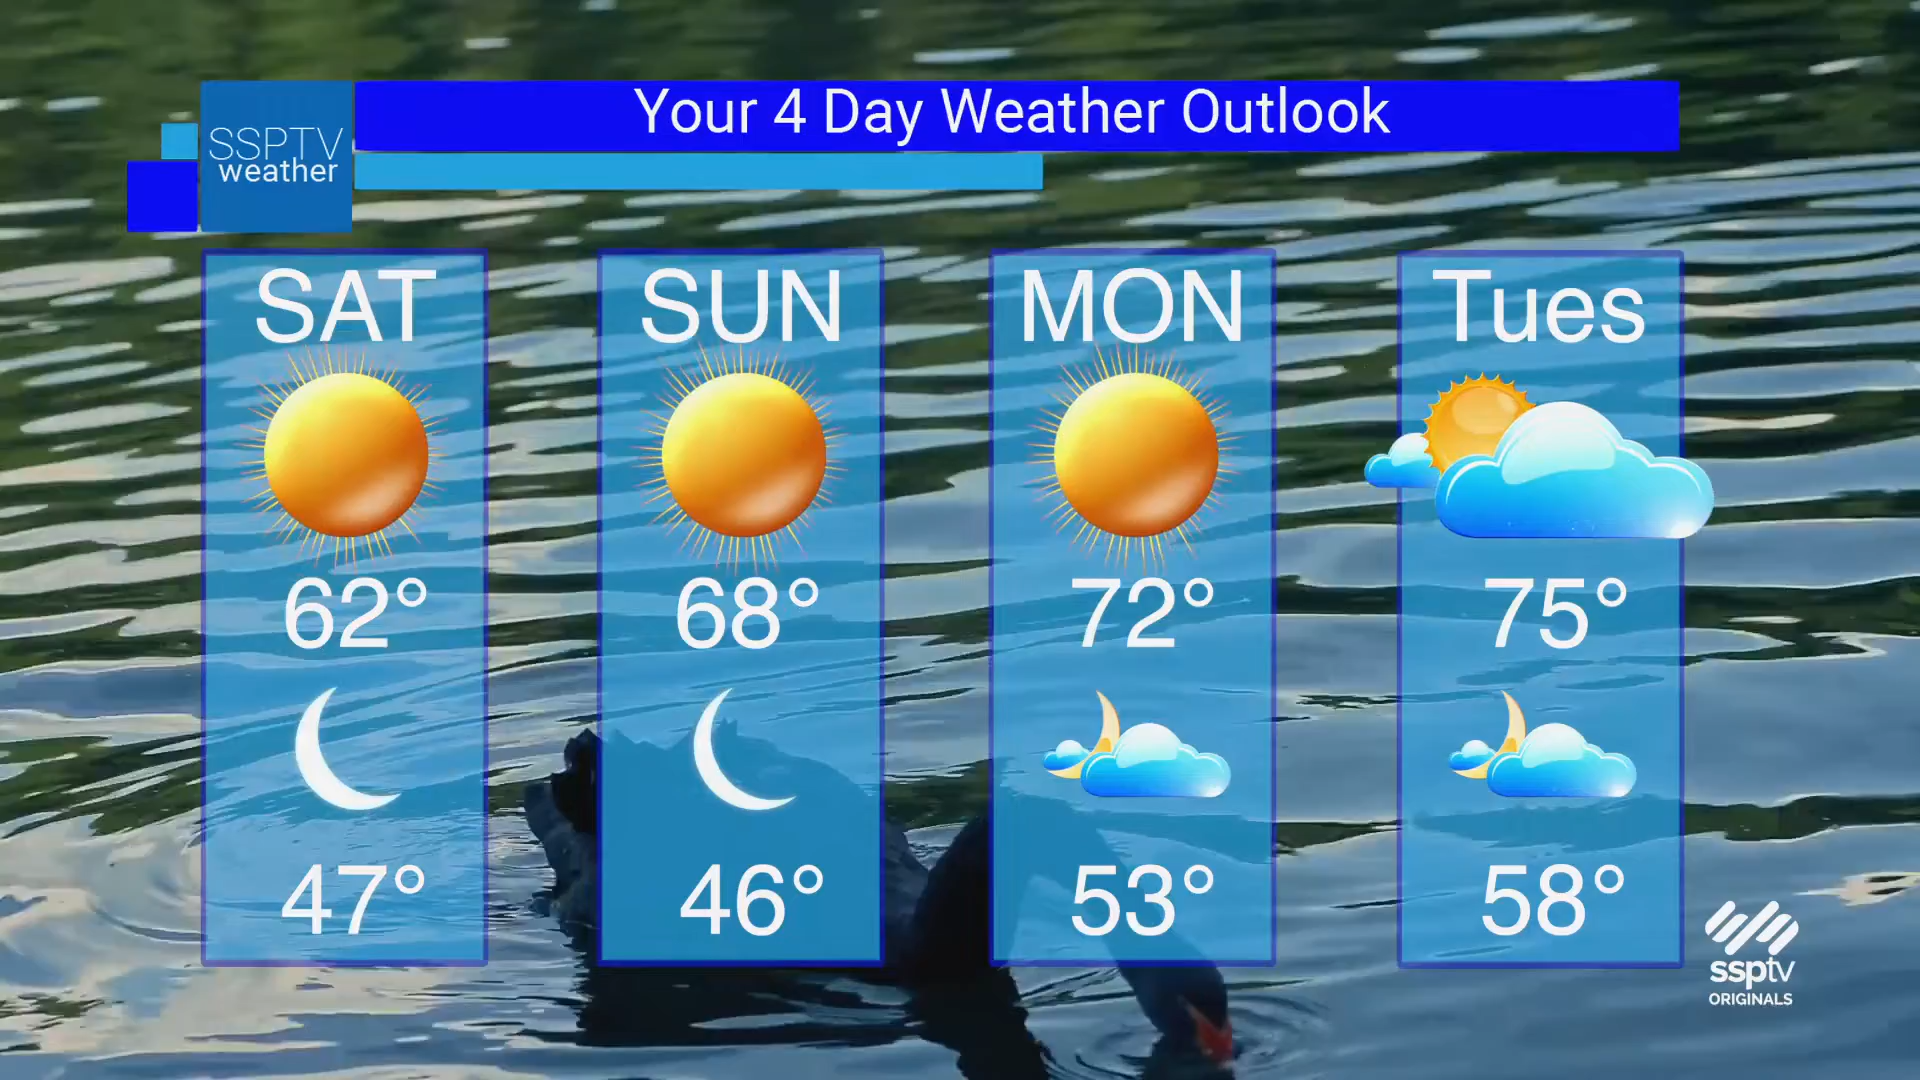 Your 4 Day Weather Outlook
SSPTV
weather
SAT
SUN
MON
Tues
62°
68°
72°
75°
47°
46°
53°
58°
ssptv
ORIGINALS